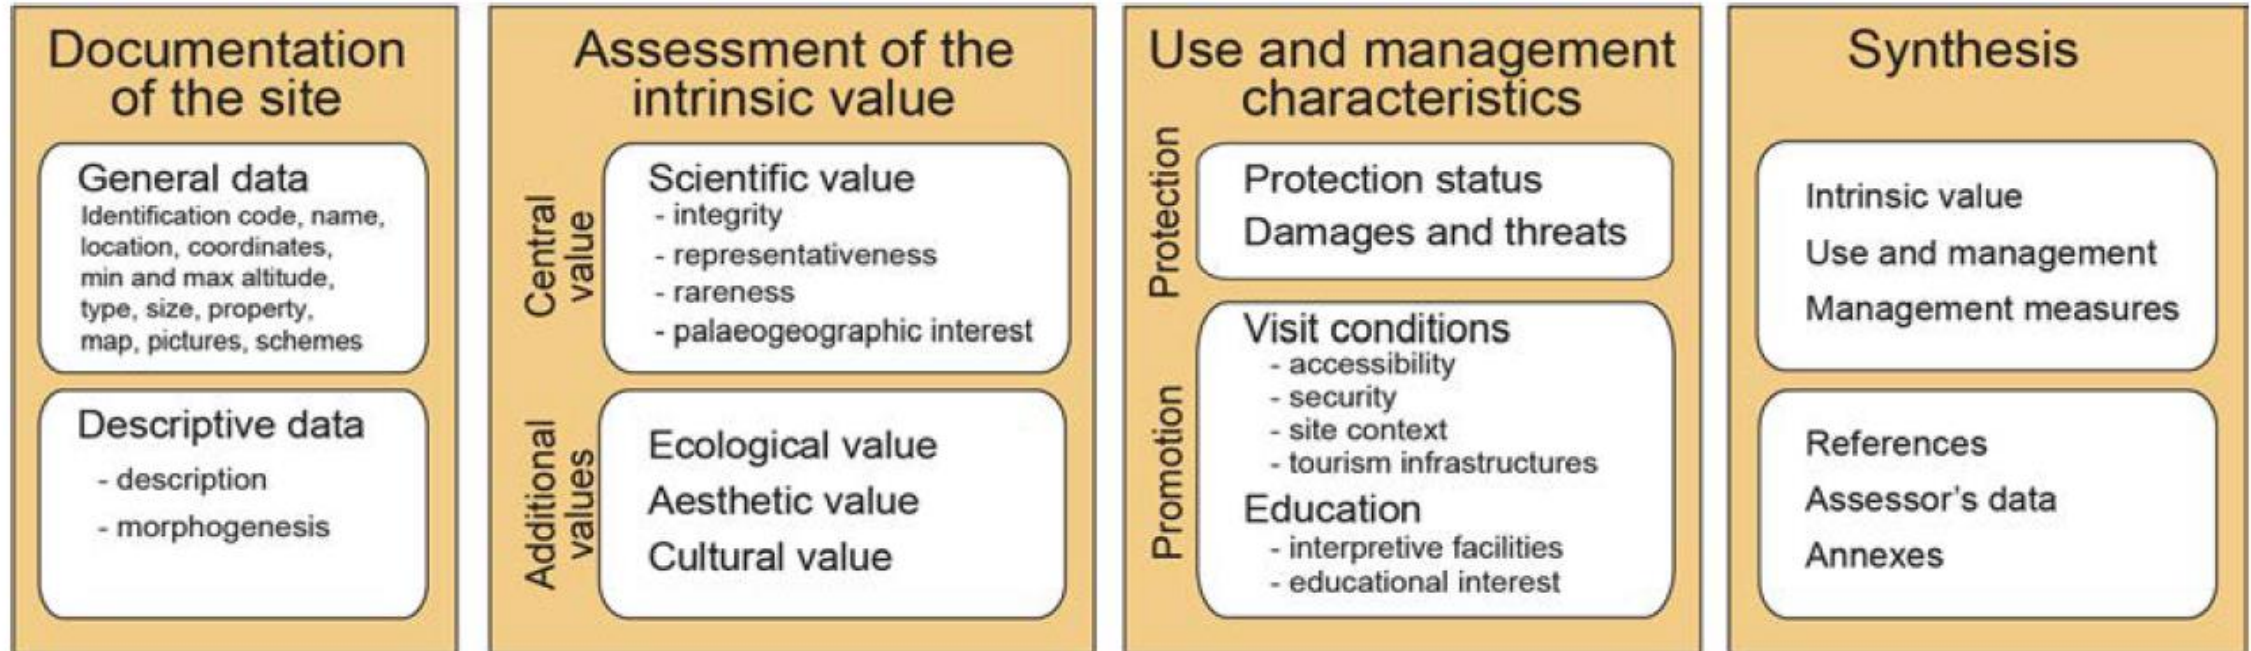 Documentation
of the site
General data
Identification code, name,
location, coordinates,
min and max altitude,
type, size, property,
map, pictures, schemes
Descriptive data
- description
- morphogenesis
Assessment of the
intrinsic value
Central
value
Scientific value
- integrity
- representativeness
- rareness
- palaeogeographic interest
Additional
values
Ecological value
Aesthetic value
Cultural value
Use and management
characteristics
Protection
Protection status
Damages and threats
Promotion
Visit conditions
- accessibility
- security
- site context
- tourism infrastructures
Education
- interpretive facilities
- educational interest
Synthesis
Intrinsic value
Use and management
Management measures
References
Assessor's data
Annexes